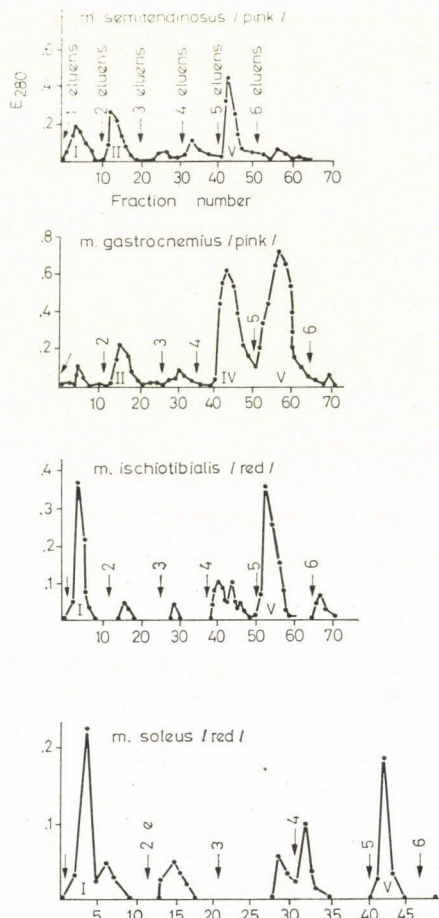 m. semitendinosus / pink /
E280
.6
.4
.2
1 eluens
2 eluens
3 eluens
4 eluens
5 eluens
6 eluens
I
II
V
10 20 30 40 50 60 70
Fraction number
m. gastrocnemius / pink /
.8
.6
.4
.2
2
3
4
5
6
II
IV
V
10 20 30 40 50 60 70
m. ischiotibialis / red /
.4
.3
.2
.1
2
3
4
5
6
I
V
10 20 30 40 50 60 70
m. soleus / red /
.2
.1
2 e
3
4
5
6
I
V
5 10 15 20 25 30 35 40 45